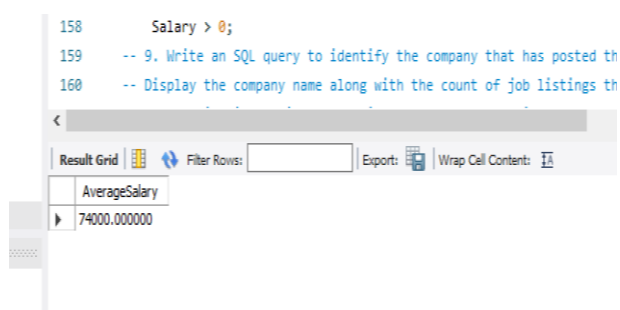 158 Salary > 0;
159 -- 9. Write an SQL query to identify the company that has posted th
160 -- Display the company name along with the count of job listings th
Result Grid Filter Rows: Export: Wrap Cell Content: IA
AverageSalary
74000.000000